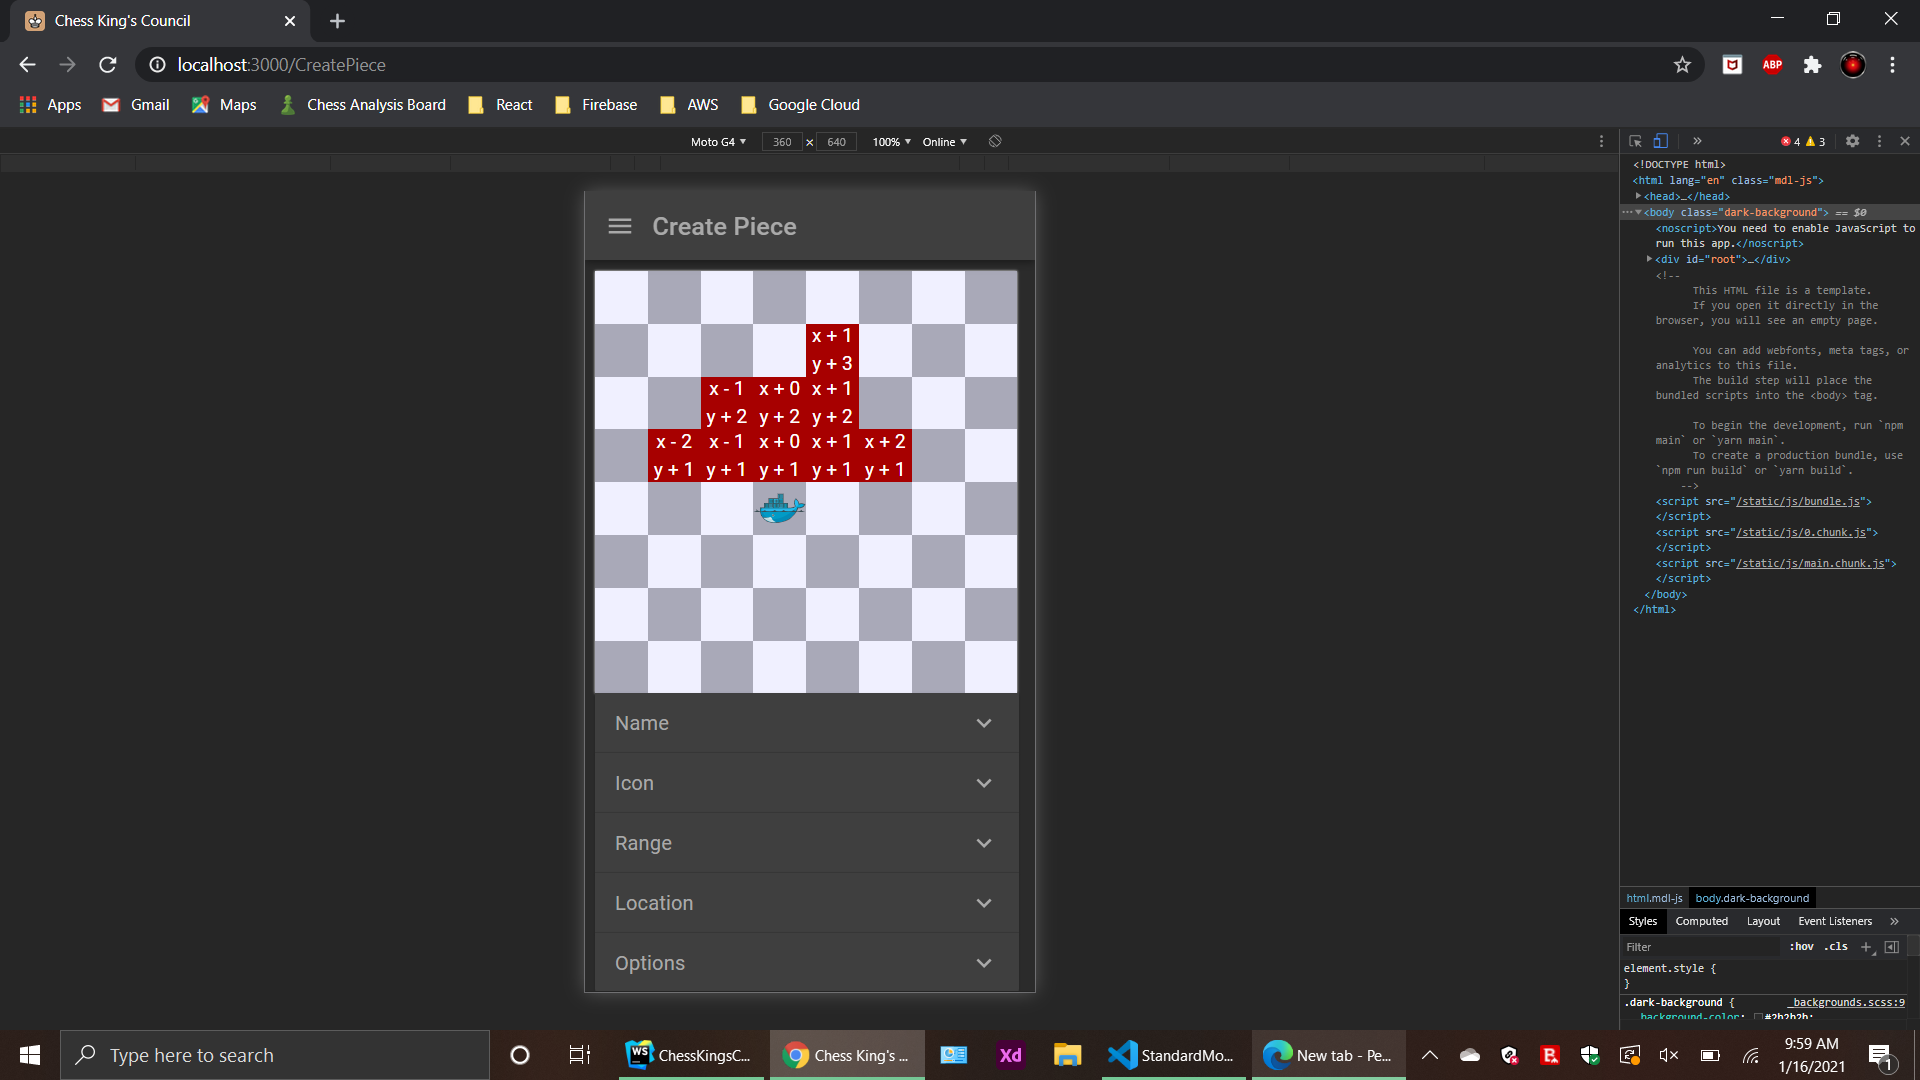 Chess King's Council
localhost:3000/CreatePiece
ABP
Apps Gmail Maps Chess Analysis Board React Firebase AWS Google Cloud
Moto G4 360 × 640 100% Online
4 3
Create Piece
x + 1
y + 3
x - 1 x + 0 x + 1
y + 2 y + 2 y + 2
x - 2 x - 1 x + 0 x + 1 x + 2
y + 1 y + 1 y + 1 y + 1 y + 1
Name
Icon
Range
Location
Options
<!DOCTYPE html>
<html lang="en" class="mdl-js">
<head>…</head>
<body class="dark-background"> == $0
<noscript>You need to enable JavaScript to
run this app.</noscript>
<div id="root">…</div>
<!--
This HTML file is a template.
If you open it directly in the
browser, you will see an empty page.
You can add webfonts, meta tags, or
analytics to this file.
The build step will place the
bundled scripts into the <body> tag.
To begin the development, run `npm
main` or `yarn main`.
To create a production bundle, use
`npm run build` or `yarn build`.
-->
<script src="/static/js/bundle.js">
</script>
<script src="/static/js/0.chunk.js">
</script>
<script src="/static/js/main.chunk.js">
</script>
</body>
</html>
html.mdl-js body.dark-background
Styles Computed Layout Event Listeners
Filter :hov .cls
element.style {
}
.dark-background { _backgrounds.scss:9
background-color: #2b2b2b;
Type here to search
WS ChessKingsC... Chess King's ... Xd StandardMo... New tab - Pe...
9:59 AM
1/16/2021
1